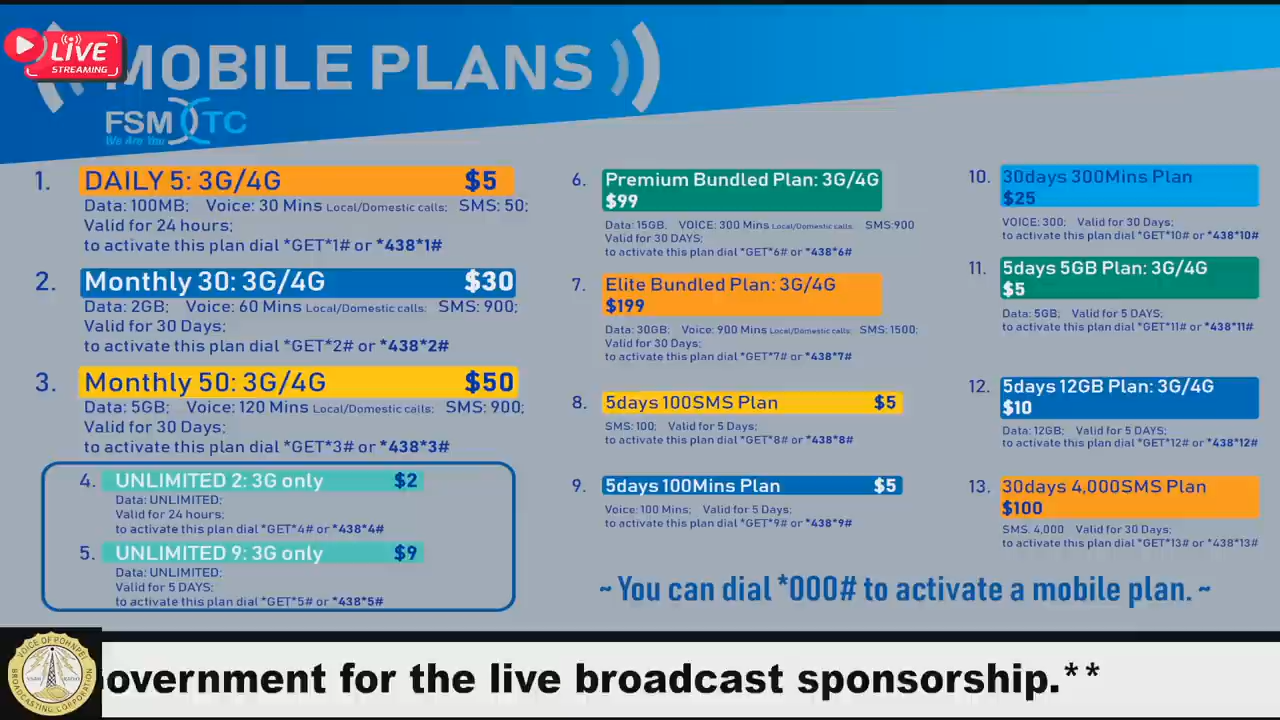 LIVE
STREAMING
MOBILE PLANS
FSMTC
We Are You
1. DAILY 5: 3G/4G $5
Data: 100MB; Voice: 30 Mins Local/Domestic calls; SMS: 50;
Valid for 24 hours;
to activate this plan dial *GET*1# or *438*1#
2. Monthly 30: 3G/4G $30
Data: 2GB; Voice: 60 Mins Local/Domestic calls; SMS: 900;
Valid for 30 Days;
to activate this plan dial *GET*2# or *438*2#
3. Monthly 50: 3G/4G $50
Data: 5GB; Voice: 120 Mins Local/Domestic calls; SMS: 900;
Valid for 30 Days;
to activate this plan dial *GET*3# or *438*3#
4. UNLIMITED 2: 3G only $2
Data: UNLIMITED;
Valid for 24 hours;
to activate this plan dial *GET*4# or *438*4#
5. UNLIMITED 9: 3G only $9
Data: UNLIMITED;
Valid for 5 DAYS;
to activate this plan dial *GET*5# or *438*5#
6. Premium Bundled Plan: 3G/4G
$99
Data: 15GB, VOICE: 300 Mins Local/Domestic calls; SMS:900
Valid for 30 DAYS;
to activate this plan dial *GET*6# or *438*6#
7. Elite Bundled Plan: 3G/4G
$199
Data: 30GB; Voice: 900 Mins Local/Domestic calls; SMS: 1500;
Valid for 30 Days;
to activate this plan dial *GET*7# or *438*7#
8. 5days 100SMS Plan $5
SMS: 100; Valid for 5 Days;
to activate this plan dial *GET*8# or *438*8#
9. 5days 100Mins Plan $5
Voice: 100 Mins; Valid for 5 Days;
to activate this plan dial *GET*9# or *438*9#
10. 30days 300Mins Plan
$25
VOICE: 300; Valid for 30 Days;
to activate this plan dial *GET*10# or *438*10#
11. 5days 5GB Plan: 3G/4G
$5
Data: 5GB; Valid for 5 DAYS;
to activate this plan dial *GET*11# or *438*11#
12. 5days 12GB Plan: 3G/4G
$10
Data: 12GB; Valid for 5 DAYS;
to activate this plan dial *GET*12# or *438*12#
13. 30days 4,000SMS Plan
$100
SMS: 4,000 Valid for 30 Days;
to activate this plan dial *GET*13# or *438*13#
~ You can dial *000# to activate a mobile plan. ~
VOICE OF POHNPEI
BROADCASTING CORPORATION
overnment for the live broadcast sponsorship.**